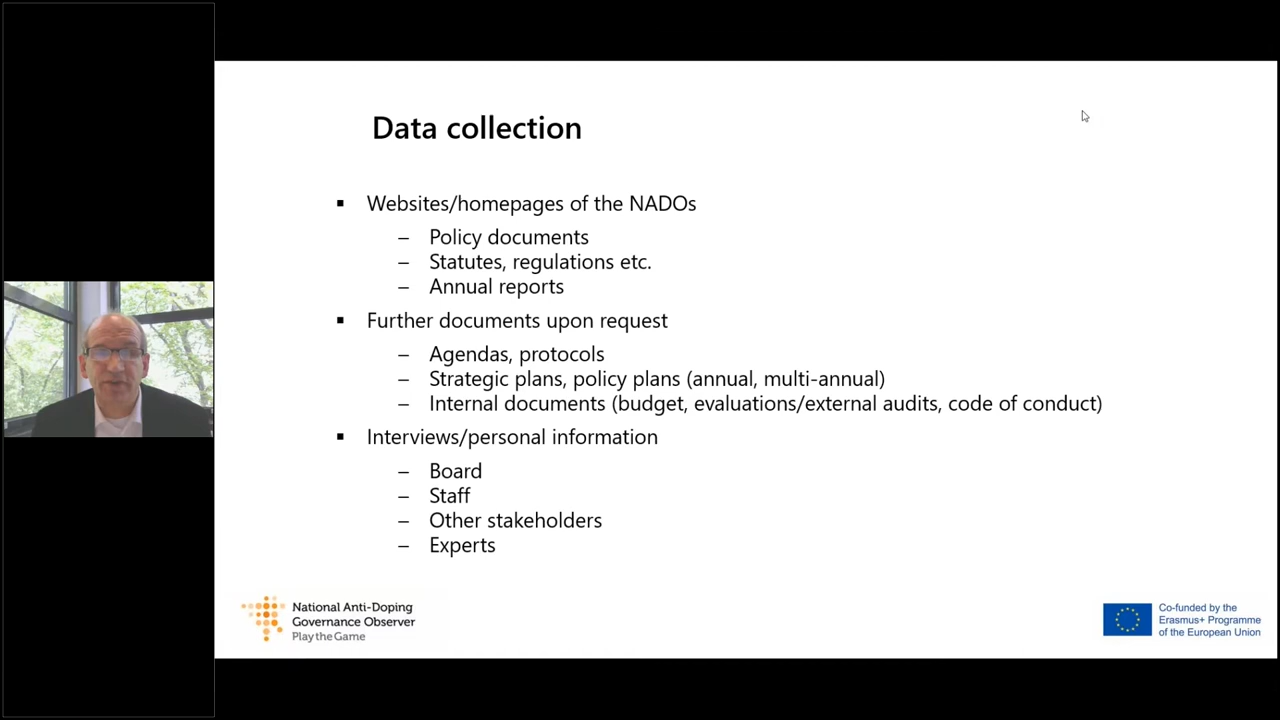 Data collection
▪ Websites/homepages of the NADOs
– Policy documents
– Statutes, regulations etc.
– Annual reports
▪ Further documents upon request
– Agendas, protocols
– Strategic plans, policy plans (annual, multi-annual)
– Internal documents (budget, evaluations/external audits, code of conduct)
▪ Interviews/personal information
– Board
– Staff
– Other stakeholders
– Experts
National Anti-Doping
Governance Observer
Play the Game
Co-funded by the
Erasmus+ Programme
of the European Union